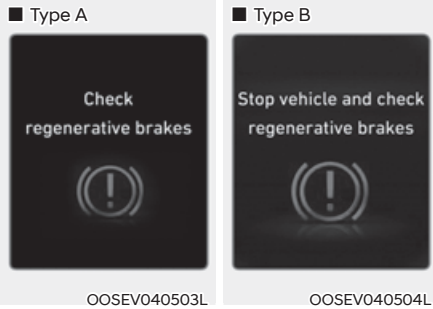 ■ Type A
Check
regenerative brakes
OOSEV040503L
■ Type B
Stop vehicle and check
regenerative brakes
OOSEV040504L